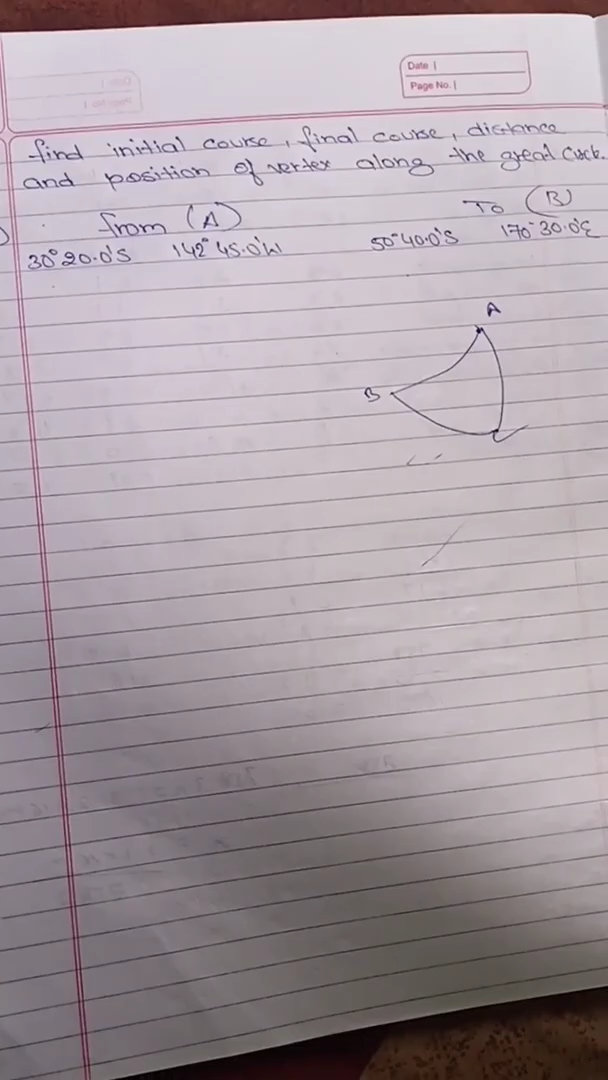 Date |
Page No. |
find initial course, final course, distance
and position of vertex along the great circle.
from (A)
To (B)
30°20.0'S 142°45.0'W 50°40.0'S 170°30.0'E
A
B